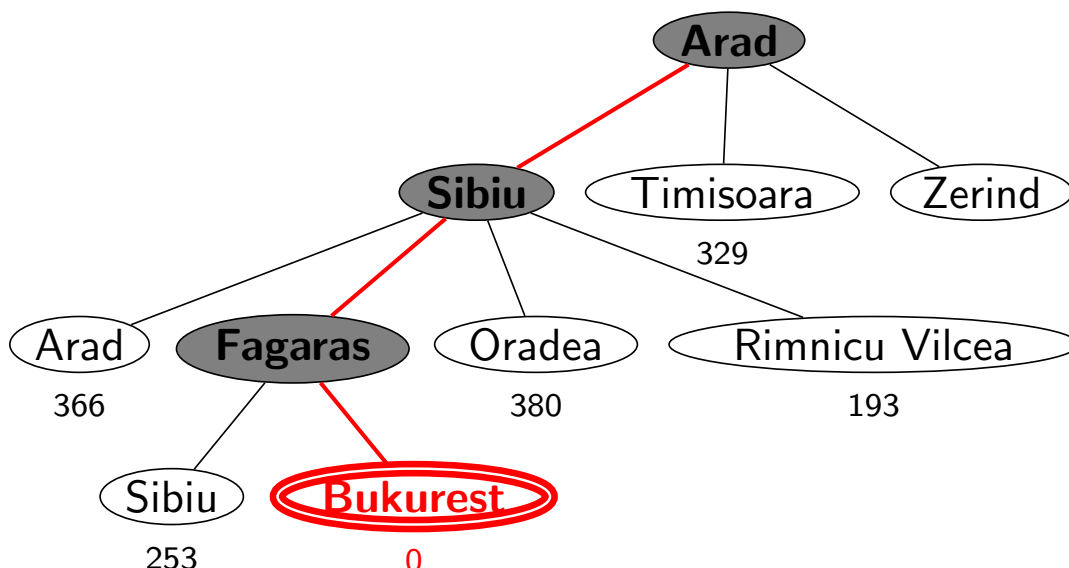 Arad
Sibiu Timisoara Zerind
329
Arad Fagaras Oradea Rimnicu Vilcea
366 380 193
Sibiu Bukurest
253 0